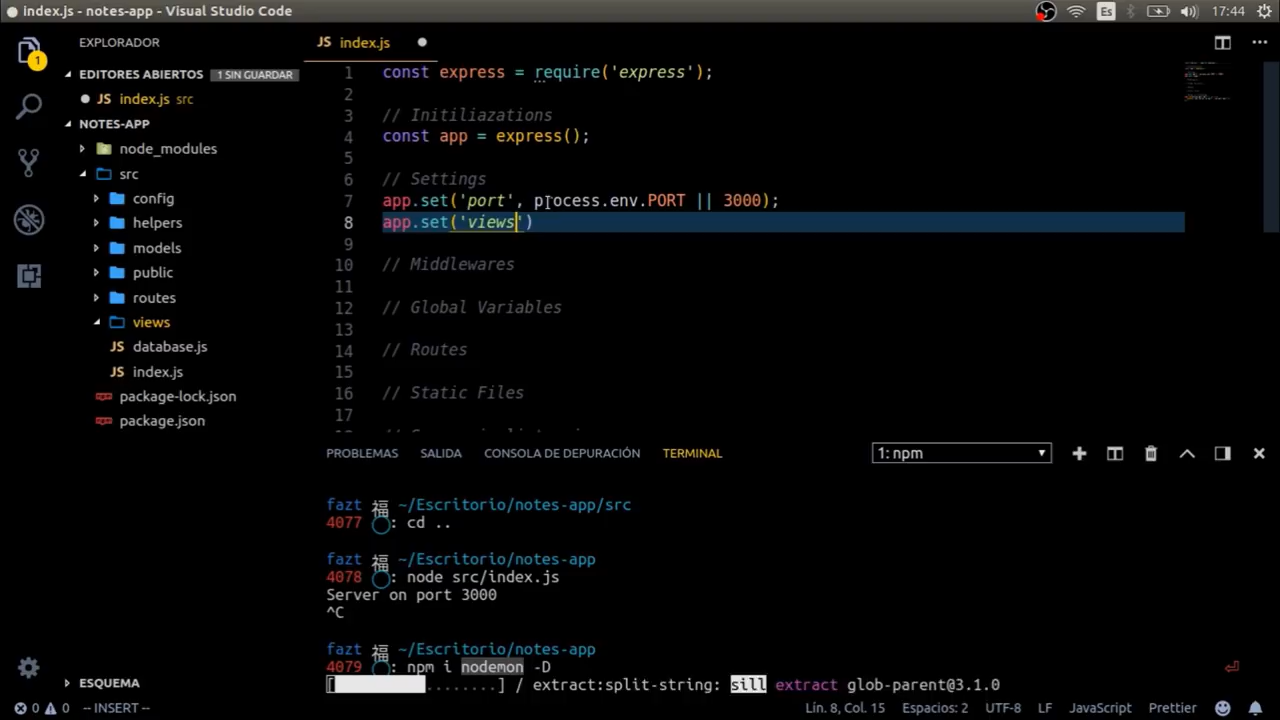 index.js - notes-app - Visual Studio Code
Es
17:44
EXPLORADOR
JS index.js
1
EDITORES ABIERTOS 1 SIN GUARDAR
JS index.js src
NOTES-APP
node_modules
src
config
helpers
models
public
routes
views
JS database.js
JS index.js
package-lock.json
package.json
ESQUEMA
1 const express = require('express');
2
3 // Initiliazations
4 const app = express();
5
6 // Settings
7 app.set('port', process.env.PORT || 3000);
8 app.set('views')
9
10 // Middlewares
11
12 // Global Variables
13
14 // Routes
15
16 // Static Files
17
PROBLEMAS SALIDA CONSOLA DE DEPURACIÓN TERMINAL 1: npm
fazt 福 ~/Escritorio/notes-app/src
4077 : cd ..
fazt 福 ~/Escritorio/notes-app
4078 : node src/index.js
Server on port 3000
^C
fazt 福 ~/Escritorio/notes-app
4079 : npm i nodemon -D
[ ........] / extract:split-string: sill extract glob-parent@3.1.0
0 0 -- INSERT -- Lín. 8, Col. 15 Espacios: 2 UTF-8 LF JavaScript Prettier